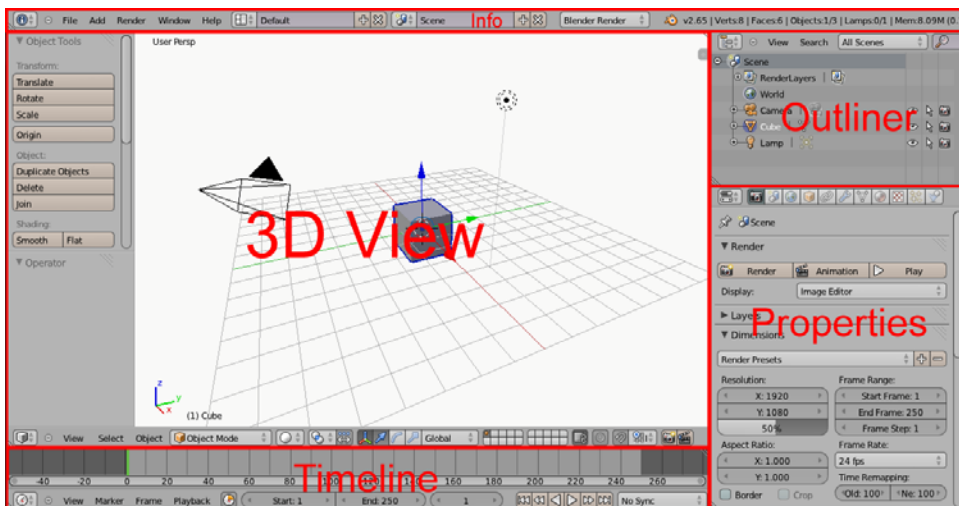 File Add Render Window Help Default Scene Info Blender Render v2.65 | Verts:8 | Faces:6 | Objects:1/3 | Lamps:0/1 | Mem:8.09M (0.
Object Tools
Transform:
Translate
Rotate
Scale
Origin
Object:
Duplicate Objects
Delete
Join
Shading:
Smooth Flat
Operator
User Persp
3D View
z
y
x
(1) Cube
View Select Object Object Mode Global
View Search All Scenes
Scene
RenderLayers |
World
Camera
Cube
Lamp |
Outliner
Scene
Render
Render Animation Play
Display: Image Editor
Layers
Properties
Dimensions
Render Presets
Resolution: Frame Range:
X: 1920 Start Frame: 1
Y: 1080 End Frame: 250
50% Frame Step: 1
Aspect Ratio: Frame Rate:
X: 1.000 24 fps
Y: 1.000 Time Remapping:
Border Crop Old: 100 Ne: 100
-40 -20 0 20 40 60 80 100 120 140 160 180 200 220 240 260
Timeline
View Marker Frame Playback Start: 1 End: 250 1 No Sync